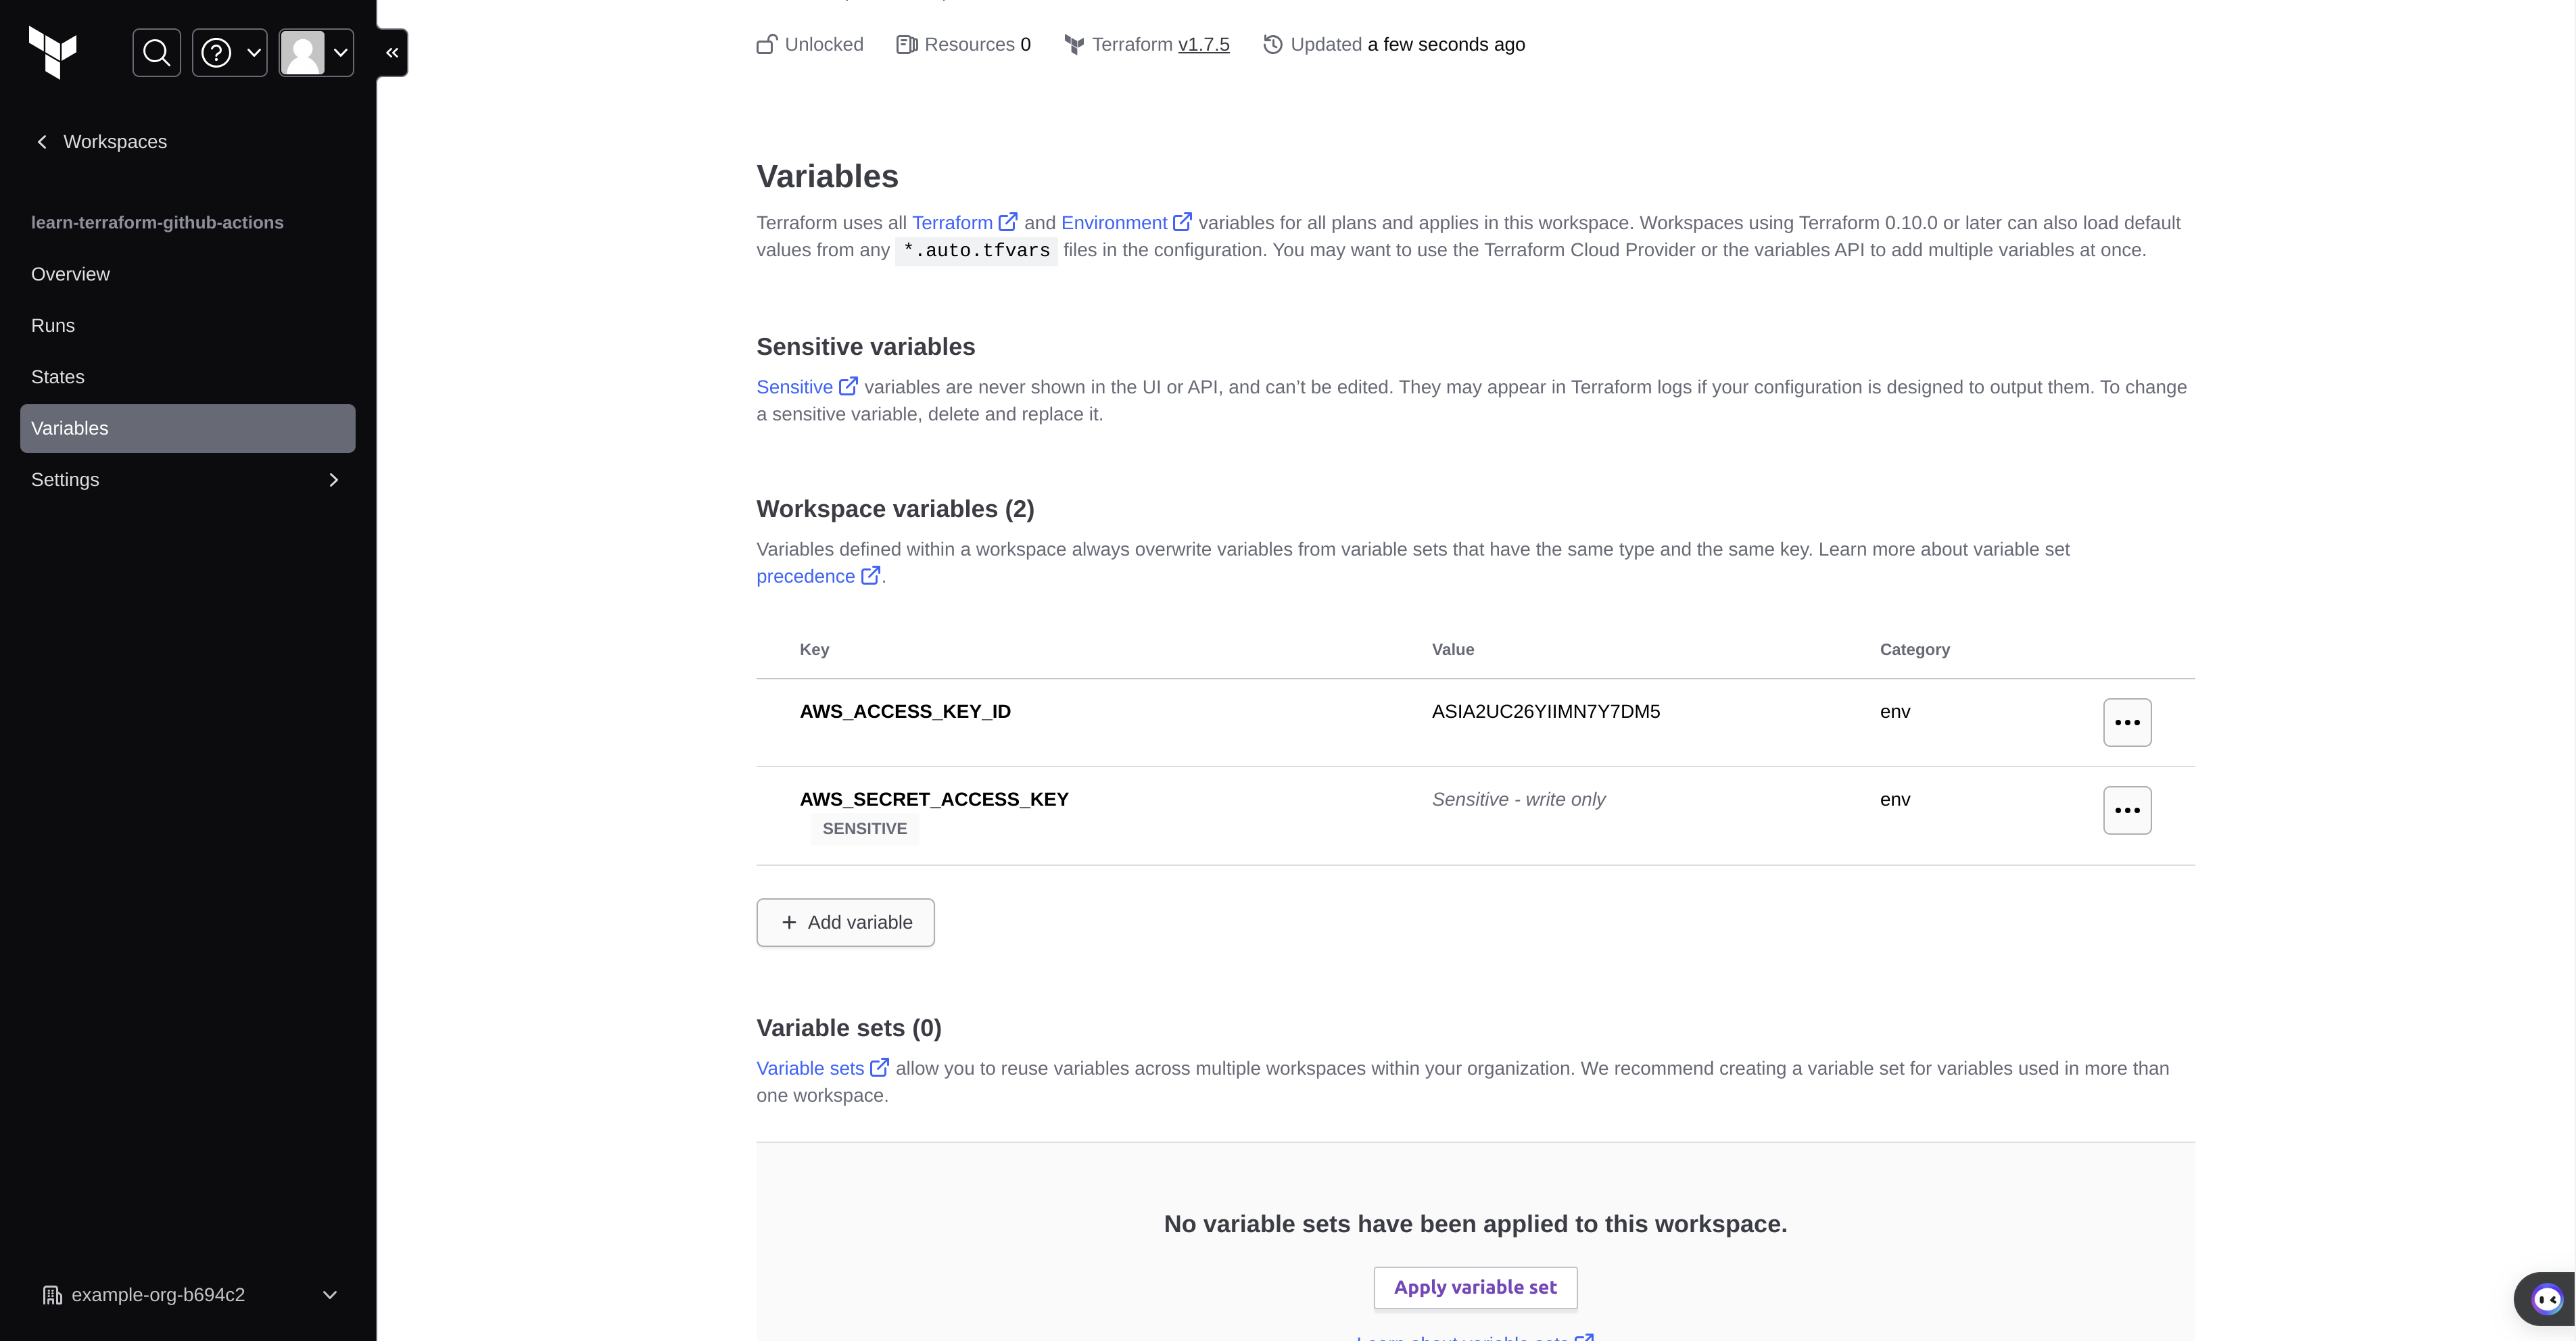 Workspaces
learn-terraform-github-actions
Overview
Runs
States
Variables
Settings
example-org-b694c2
Unlocked Resources 0 Terraform v1.7.5 Updated a few seconds ago
Variables
Terraform uses all Terraform and Environment variables for all plans and applies in this workspace. Workspaces using Terraform 0.10.0 or later can also load default
values from any *.auto.tfvars files in the configuration. You may want to use the Terraform Cloud Provider or the variables API to add multiple variables at once.
Sensitive variables
Sensitive variables are never shown in the UI or API, and can’t be edited. They may appear in Terraform logs if your configuration is designed to output them. To change
a sensitive variable, delete and replace it.
Workspace variables (2)
Variables defined within a workspace always overwrite variables from variable sets that have the same type and the same key. Learn more about variable set
precedence .
Key Value Category
AWS_ACCESS_KEY_ID ASIA2UC26YIIMN7Y7DM5 env
AWS_SECRET_ACCESS_KEY Sensitive - write only env
SENSITIVE
+ Add variable
Variable sets (0)
Variable sets allow you to reuse variables across multiple workspaces within your organization. We recommend creating a variable set for variables used in more than
one workspace.
No variable sets have been applied to this workspace.
Apply variable set
Learn about variable sets